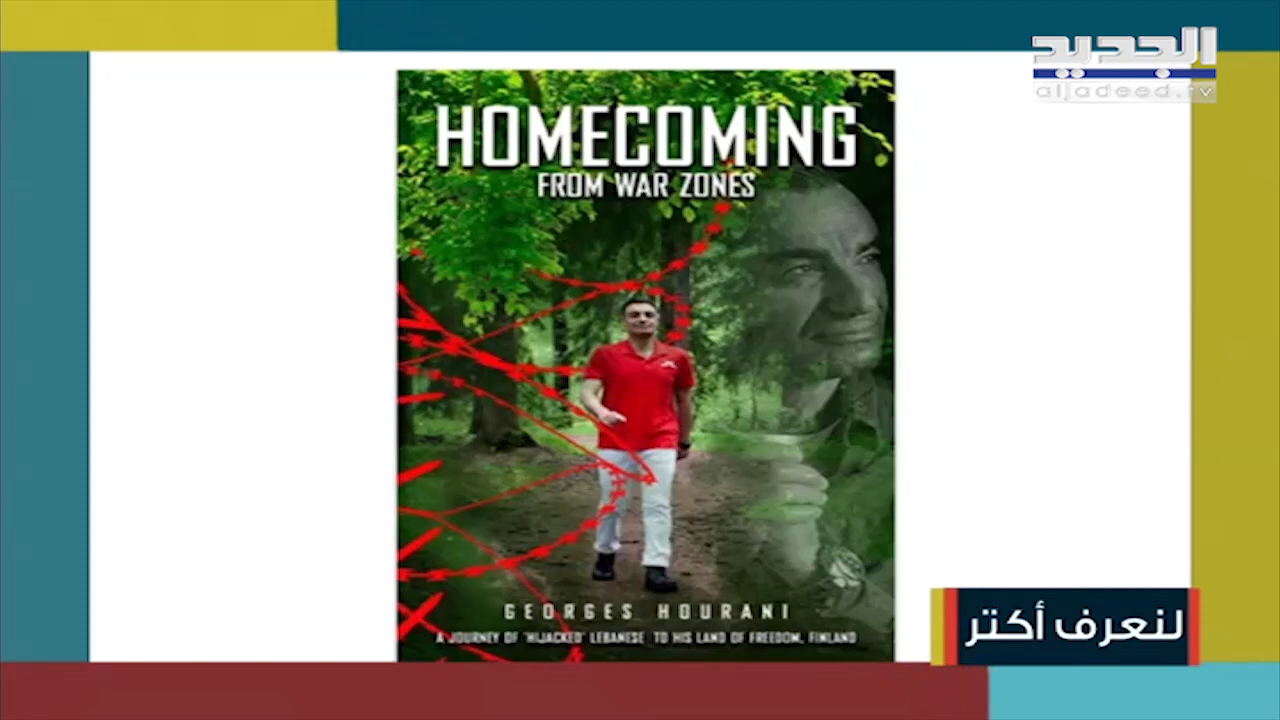 الجديد
aljadeed.tv
HOMECOMING
FROM WAR ZONES
GEORGES HOURANI
A JOURNEY OF 'HIJACKED' LEBANESE TO HIS LAND OF FREEDOM, FINLAND
لنعرف أكتر